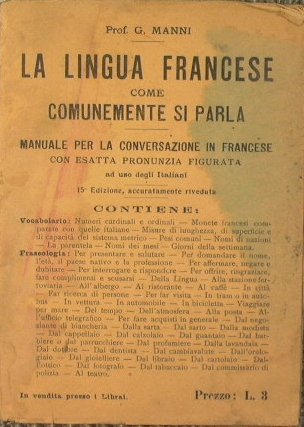 Prof. G. MANNI
LA LINGUA FRANCESE
COME
COMUNEMENTE SI PARLA
MANUALE PER LA CONVERSAZIONE IN FRANCESE
CON ESATTA PRONUNZIA FIGURATA
ad uso degli Italiani
15ª Edizione, accuratamente riveduta
CONTIENE:
Vocabolario: Numeri cardinali e ordinali — Monete francesi com-
parate con quelle italiane — Misure di lunghezza, di superficie e
di capacità del sistema metrico — Pesi comuni — Nomi di nazioni
— La parentela — Nomi dei mesi — Giorni della settimana.
Fraseologia: Per presentare e salutare — Per domandare il nome,
l'età, il paese nativo e la professione — Per affermare, negare e
dubitare — Per interrogare e rispondere — Per offrire, ringraziare,
fare complimenti e scusarsi — Della Lingua — Alla stazione fer-
roviaria — All'albergo — Al ristorante — Al caffè — In città
— Far ricerca di persone — Per far visita — In tram o in auto-
bus — In vettura — In automobile — In bicicletta — Viaggiare
per mare — Del tempo — Dell'atmosfera — Alla posta — Al-
l'ufficio telegrafico — Per fare acquisti in generale — Dal nego-
ziante di biancheria — Dalla sarta — Dal sarto — Dalla modista
— Dal cappellaio — Dal calzolaio — Dal guantaio — Dal bar-
biere o dal parrucchiere — Dal profumiere — Dalla lavandaia —
Dal dottore — Dal dentista — Dal cambiavalute — Dall'orolo-
giaio — Dal gioielliere — Dal libraio — Dal cartolaio — Dal-
l'ottico — Dal fotografo — Dal tabaccaio — Dal commissario di
polizia — Al teatro.
In vendita presso i Librai.
Prezzo: L. 3